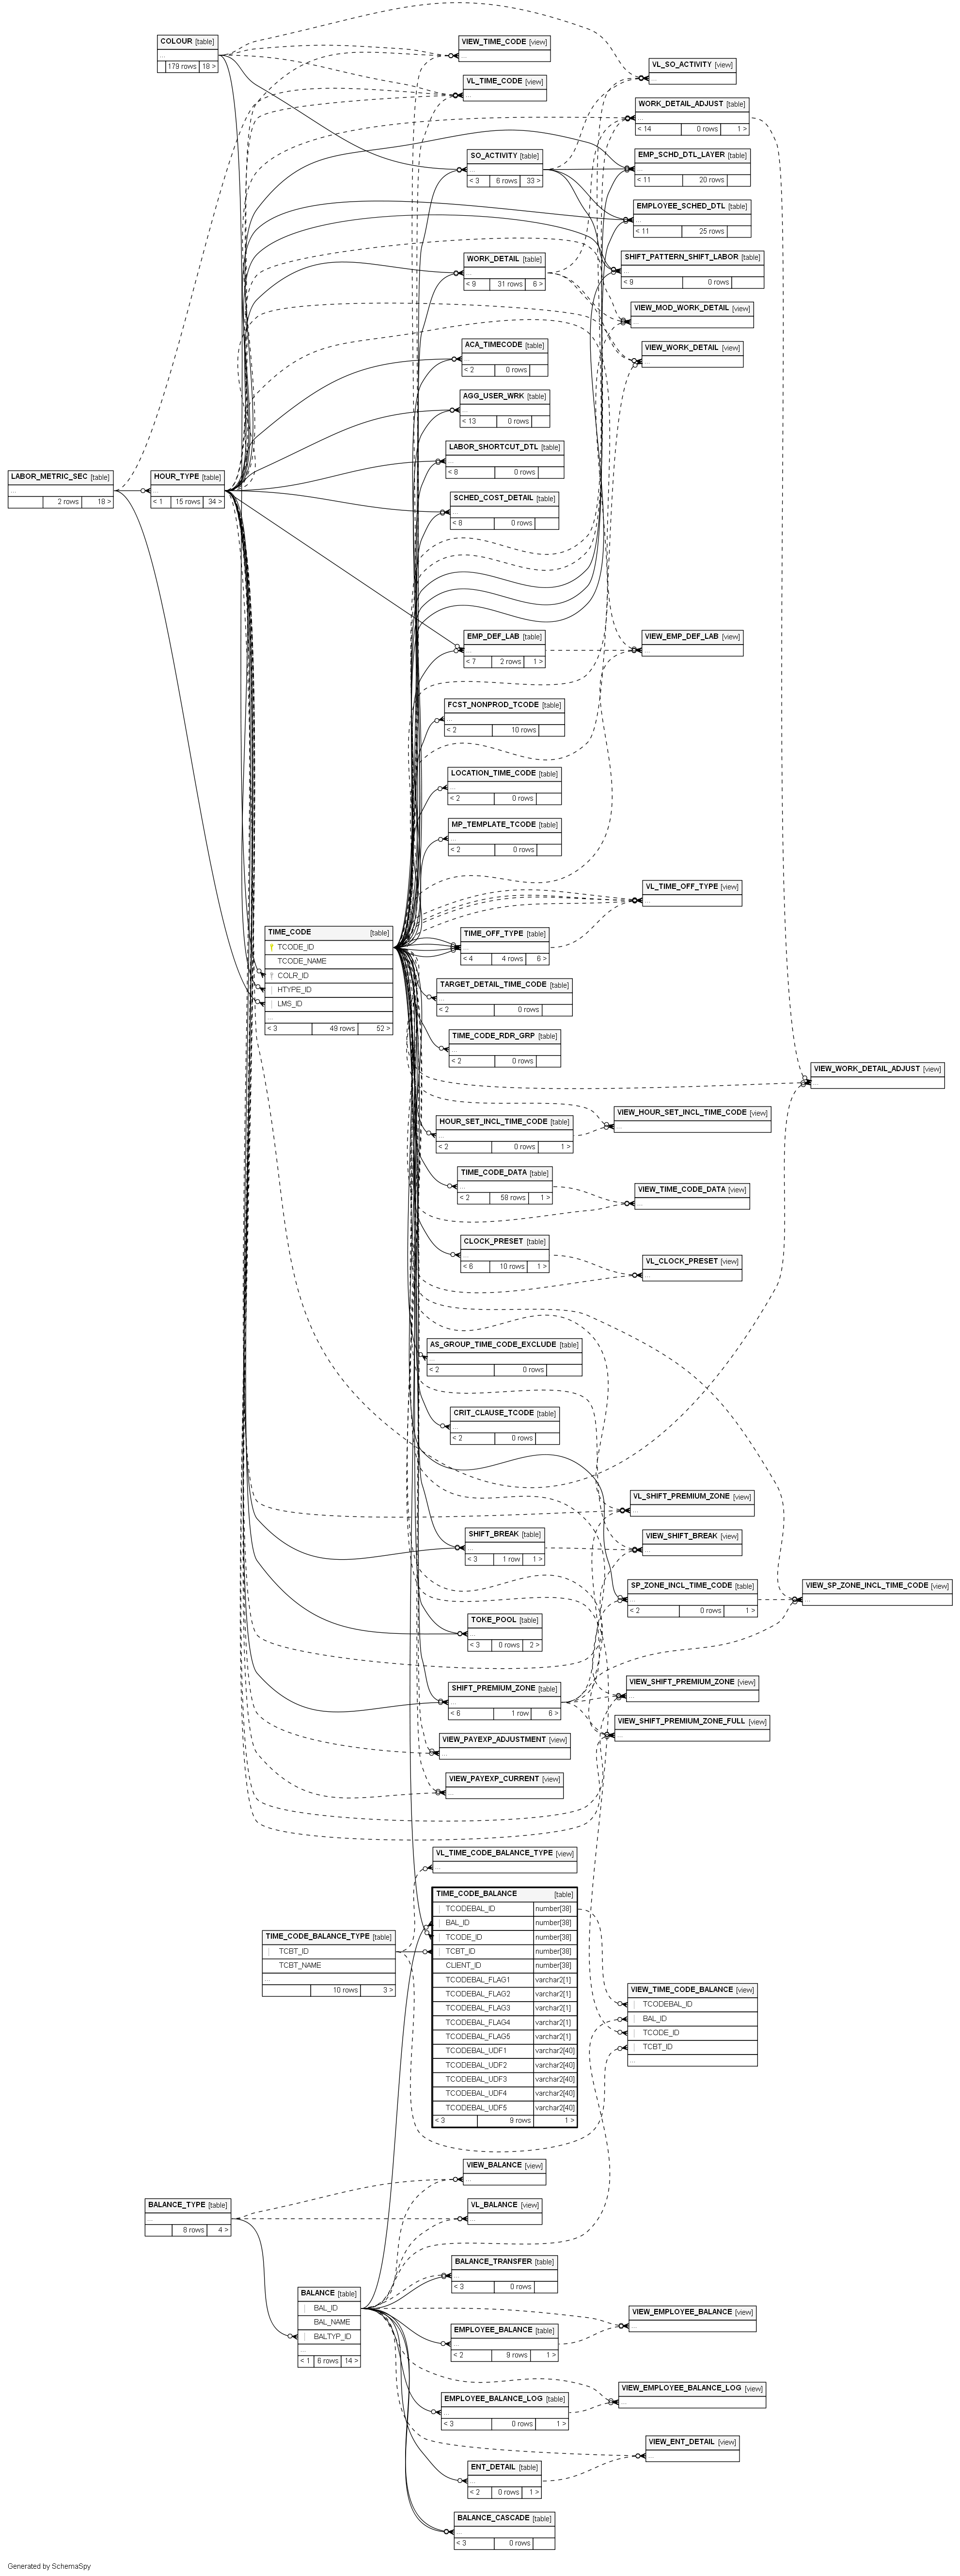 COLOUR [table]
...
179 rows 18 >
VIEW_TIME_CODE [view]
...
VL_TIME_CODE [view]
...
VL_SO_ACTIVITY [view]
...
WORK_DETAIL_ADJUST [table]
...
< 14 0 rows 1 >
SO_ACTIVITY [table]
...
< 3 6 rows 33 >
EMP_SCHD_DTL_LAYER [table]
...
< 11 20 rows
EMPLOYEE_SCHED_DTL [table]
...
< 11 25 rows
WORK_DETAIL [table]
...
< 9 31 rows 6 >
SHIFT_PATTERN_SHIFT_LABOR [table]
...
< 9 0 rows
VIEW_MOD_WORK_DETAIL [view]
...
VIEW_WORK_DETAIL [view]
...
ACA_TIMECODE [table]
...
< 2 0 rows
AGG_USER_WRK [table]
...
< 13 0 rows
LABOR_SHORTCUT_DTL [table]
...
< 8 0 rows
LABOR_METRIC_SEC [table]
...
2 rows 18 >
HOUR_TYPE [table]
...
< 1 15 rows 34 >
SCHED_COST_DETAIL [table]
...
< 8 0 rows
EMP_DEF_LAB [table]
...
< 7 2 rows 1 >
VIEW_EMP_DEF_LAB [view]
...
FCST_NONPROD_TCODE [table]
...
< 2 10 rows
LOCATION_TIME_CODE [table]
...
< 2 0 rows
MP_TEMPLATE_TCODE [table]
...
< 2 0 rows
VL_TIME_OFF_TYPE [view]
...
TIME_CODE [table]
TCODE_ID
TCODE_NAME
COLR_ID
HTYPE_ID
LMS_ID
...
< 3 49 rows 52 >
TIME_OFF_TYPE [table]
...
< 4 4 rows 6 >
TARGET_DETAIL_TIME_CODE [table]
...
< 2 0 rows
TIME_CODE_RDR_GRP [table]
...
< 2 0 rows
VIEW_WORK_DETAIL_ADJUST [view]
...
HOUR_SET_INCL_TIME_CODE [table]
...
< 2 0 rows 1 >
VIEW_HOUR_SET_INCL_TIME_CODE [view]
...
TIME_CODE_DATA [table]
...
< 2 58 rows 1 >
VIEW_TIME_CODE_DATA [view]
...
CLOCK_PRESET [table]
...
< 6 10 rows 1 >
VL_CLOCK_PRESET [view]
...
AS_GROUP_TIME_CODE_EXCLUDE [table]
...
< 2 0 rows
CRIT_CLAUSE_TCODE [table]
...
< 2 0 rows
VL_SHIFT_PREMIUM_ZONE [view]
...
SHIFT_BREAK [table]
...
< 3 1 row 1 >
VIEW_SHIFT_BREAK [view]
...
SP_ZONE_INCL_TIME_CODE [table]
...
< 2 0 rows 1 >
VIEW_SP_ZONE_INCL_TIME_CODE [view]
...
TOKE_POOL [table]
...
< 3 0 rows 2 >
SHIFT_PREMIUM_ZONE [table]
...
< 6 1 row 6 >
VIEW_SHIFT_PREMIUM_ZONE [view]
...
VIEW_SHIFT_PREMIUM_ZONE_FULL [view]
...
VIEW_PAYEXP_ADJUSTMENT [view]
...
VIEW_PAYEXP_CURRENT [view]
...
VL_TIME_CODE_BALANCE_TYPE [view]
...
TIME_CODE_BALANCE [table]
TCODEBAL_ID number[38]
BAL_ID number[38]
TCODE_ID number[38]
TCBT_ID number[38]
CLIENT_ID number[38]
TCODEBAL_FLAG1 varchar2[1]
TCODEBAL_FLAG2 varchar2[1]
TCODEBAL_FLAG3 varchar2[1]
TCODEBAL_FLAG4 varchar2[1]
TCODEBAL_FLAG5 varchar2[1]
TCODEBAL_UDF1 varchar2[40]
TCODEBAL_UDF2 varchar2[40]
TCODEBAL_UDF3 varchar2[40]
TCODEBAL_UDF4 varchar2[40]
TCODEBAL_UDF5 varchar2[40]
< 3 9 rows 1 >
TIME_CODE_BALANCE_TYPE [table]
TCBT_ID
TCBT_NAME
...
10 rows 3 >
VIEW_TIME_CODE_BALANCE [view]
TCODEBAL_ID
BAL_ID
TCODE_ID
TCBT_ID
...
VIEW_BALANCE [view]
...
BALANCE_TYPE [table]
...
8 rows 4 >
VL_BALANCE [view]
...
BALANCE_TRANSFER [table]
...
< 3 0 rows
BALANCE [table]
BAL_ID
BAL_NAME
BALTYP_ID
...
< 1 6 rows 14 >
VIEW_EMPLOYEE_BALANCE [view]
...
EMPLOYEE_BALANCE [table]
...
< 2 9 rows 1 >
VIEW_EMPLOYEE_BALANCE_LOG [view]
...
EMPLOYEE_BALANCE_LOG [table]
...
< 3 0 rows 1 >
VIEW_ENT_DETAIL [view]
...
ENT_DETAIL [table]
...
< 2 0 rows 1 >
BALANCE_CASCADE [table]
...
< 3 0 rows
Generated by SchemaSpy